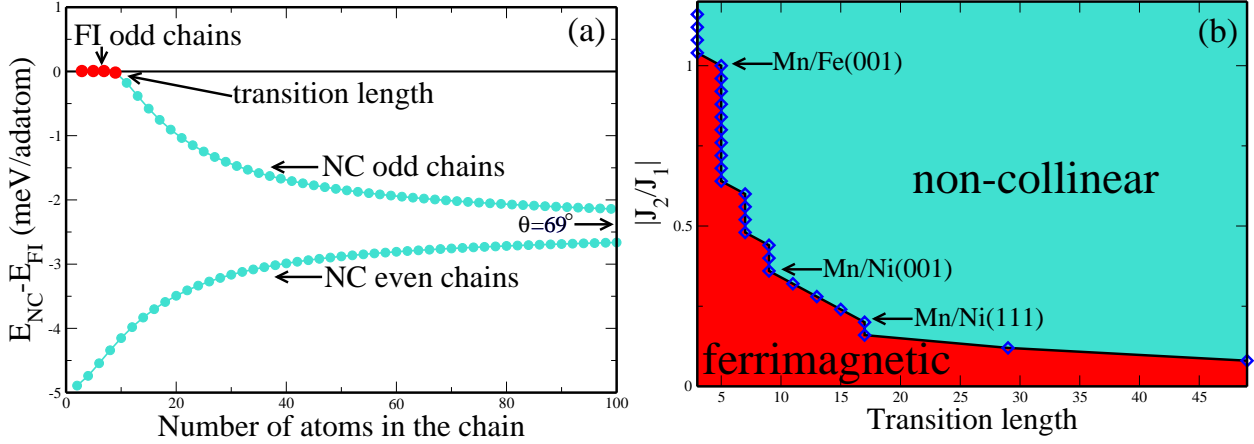 1
0
-1
-2
-3
-4
-5
E_NC-E_FI (meV/adatom)
FI odd chains
(a)
transition length
NC odd chains
θ=69°
NC even chains
0 20 40 60 80 100
Number of atoms in the chain
1
0.5
0
|J_2/J_1|
(b)
Mn/Fe(001)
non-collinear
Mn/Ni(001)
Mn/Ni(111)
ferrimagnetic
5 10 15 20 25 30 35 40 45
Transition length